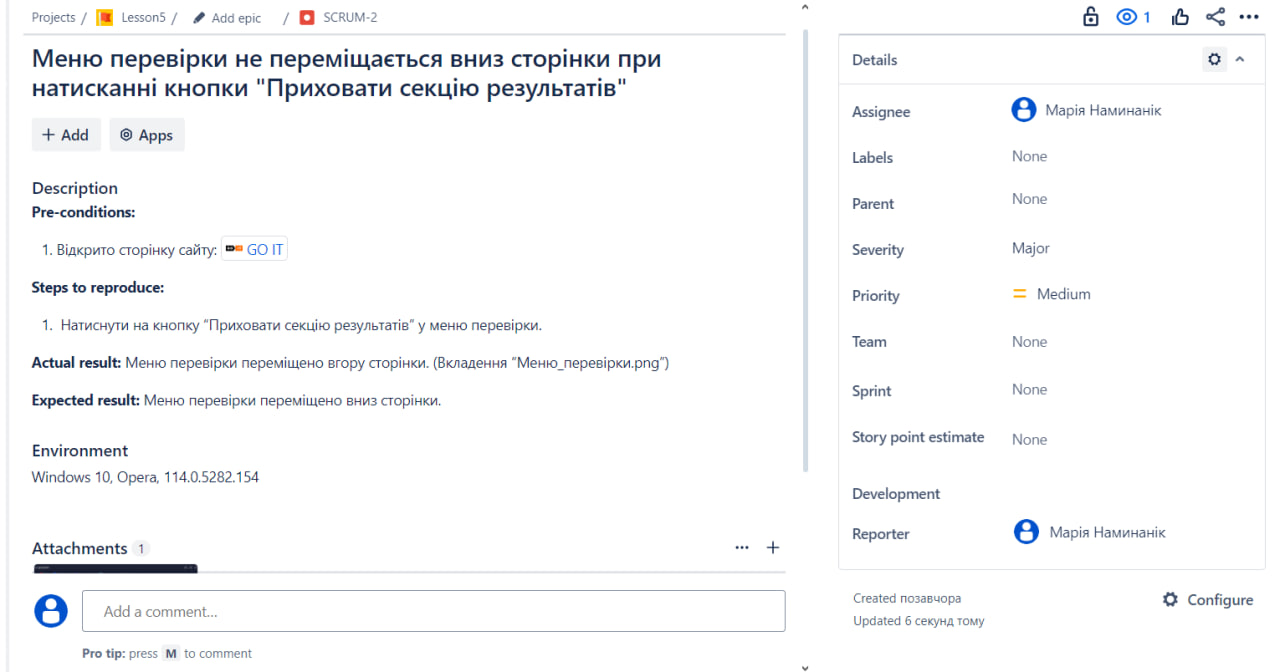 Projects / Lesson5 / Add epic / SCRUM-2
1
Меню перевірки не переміщається вниз сторінки при
натисканні кнопки "Приховати секцію результатів"
Add Apps
Description
Pre-conditions:
1. Відкрито сторінку сайту: GO IT
Steps to reproduce:
1. Натиснути на кнопку “Приховати секцію результатів” у меню перевірки.
Actual result: Меню перевірки переміщено вгору сторінки. (Вкладення “Меню_перевірки.png”)
Expected result: Меню перевірки переміщено вниз сторінки.
Environment
Windows 10, Opera, 114.0.5282.154
Attachments 1
Add a comment...
Pro tip: press M to comment
Details
Assignee Марія Наминанік
Labels None
Parent None
Severity Major
Priority Medium
Team None
Sprint None
Story point estimate None
Development
Reporter Марія Наминанік
Created позавчора
Updated 6 секунд тому
Configure